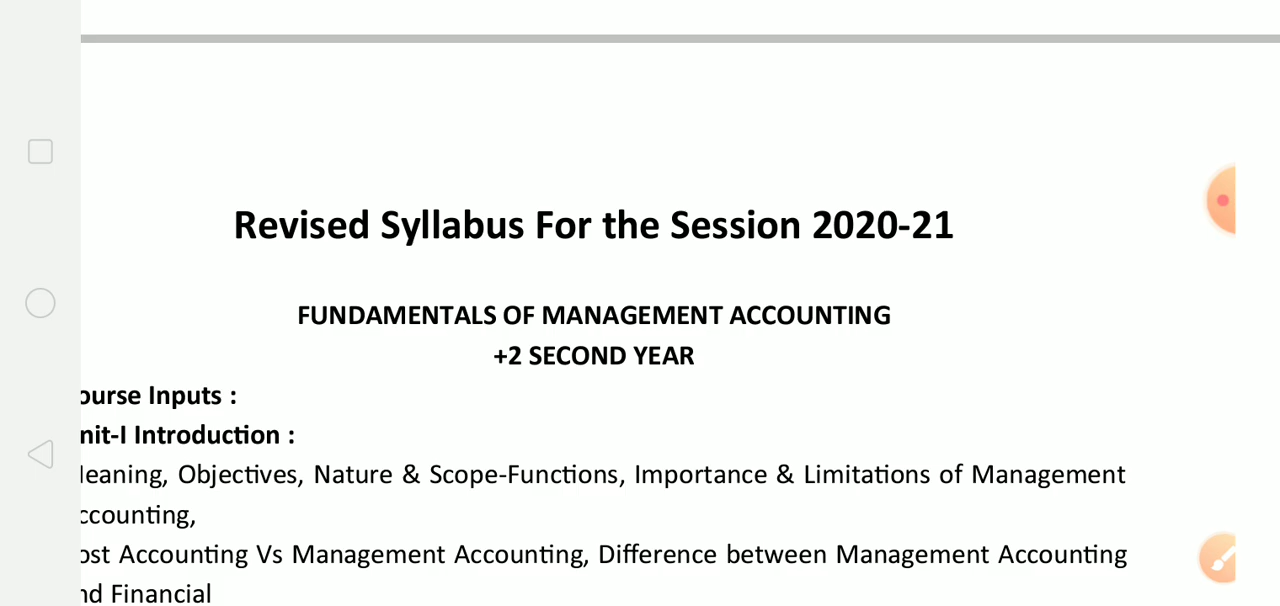 Revised Syllabus For the Session 2020-21
FUNDAMENTALS OF MANAGEMENT ACCOUNTING
+2 SECOND YEAR
ourse Inputs :
nit-I Introduction :
eaning, Objectives, Nature & Scope-Functions, Importance & Limitations of Management
ccounting,
ost Accounting Vs Management Accounting, Difference between Management Accounting
nd Financial